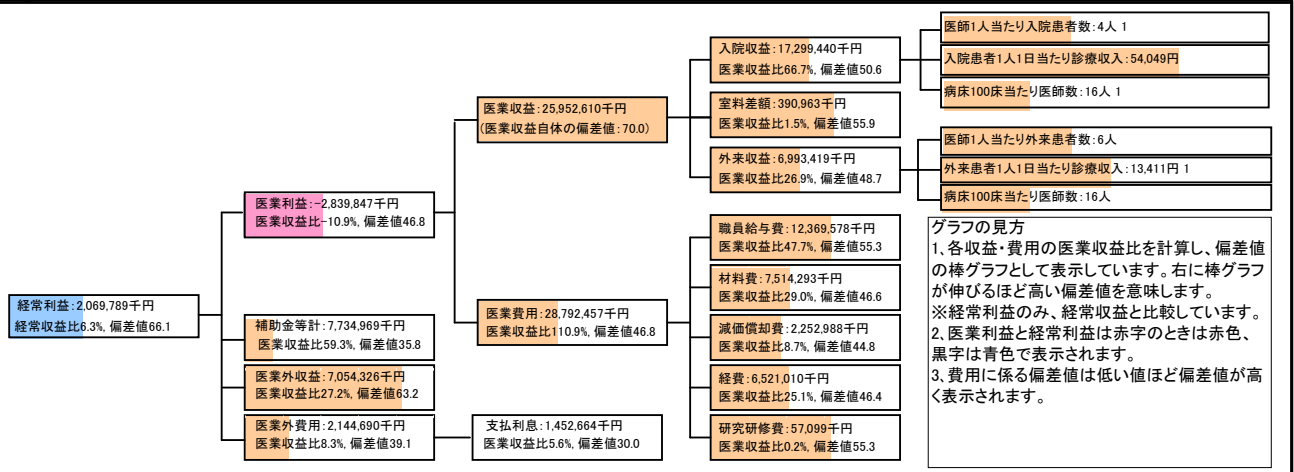 経常利益:2,069,789千円
経常収益比6.3%, 偏差値66.1
医業利益:-2,839,847千円
医業収益比-10.9%, 偏差値46.8
補助金等計:7,734,969千円
医業収益比59.3%, 偏差値35.8
医業外収益:7,054,326千円
医業収益比27.2%, 偏差値63.2
医業外費用:2,144,690千円
医業収益比8.3%, 偏差値39.1
支払利息:1,452,664千円
医業収益比5.6%, 偏差値30.0
医業収益:25,952,610千円
(医業収益自体の偏差値:70.0)
医業費用:28,792,457千円
医業収益比110.9%, 偏差値46.8
入院収益:17,299,440千円
医業収益比66.7%, 偏差値50.6
室料差額:390,963千円
医業収益比1.5%, 偏差値55.9
外来収益:6,993,419千円
医業収益比26.9%, 偏差値48.7
職員給与費:12,369,578千円
医業収益比47.7%, 偏差値55.3
材料費:7,514,293千円
医業収益比29.0%, 偏差値46.6
減価償却費:2,252,988千円
医業収益比8.7%, 偏差値44.8
経費:6,521,010千円
医業収益比25.1%, 偏差値46.4
研究研修費:57,099千円
医業収益比0.2%, 偏差値55.3
医師1人当たり入院患者数:4人 1
入院患者1人1日当たり診療収入:54,049円
病床100床当たり医師数:16人 1
医師1人当たり外来患者数:6人
外来患者1人1日当たり診療収入:13,411円 1
病床100床当たり医師数:16人
グラフの見方
1、各収益・費用の医業収益比を計算し、偏差値
の棒グラフとして表示しています。右に棒グラフ
が伸びるほど高い偏差値を意味します。
※経常利益のみ、経常収益と比較しています。
2、医業利益と経常利益は赤字のときは赤色、
黒字は青色で表示されます。
3、費用に係る偏差値は低い値ほど偏差値が高
く表示されます。